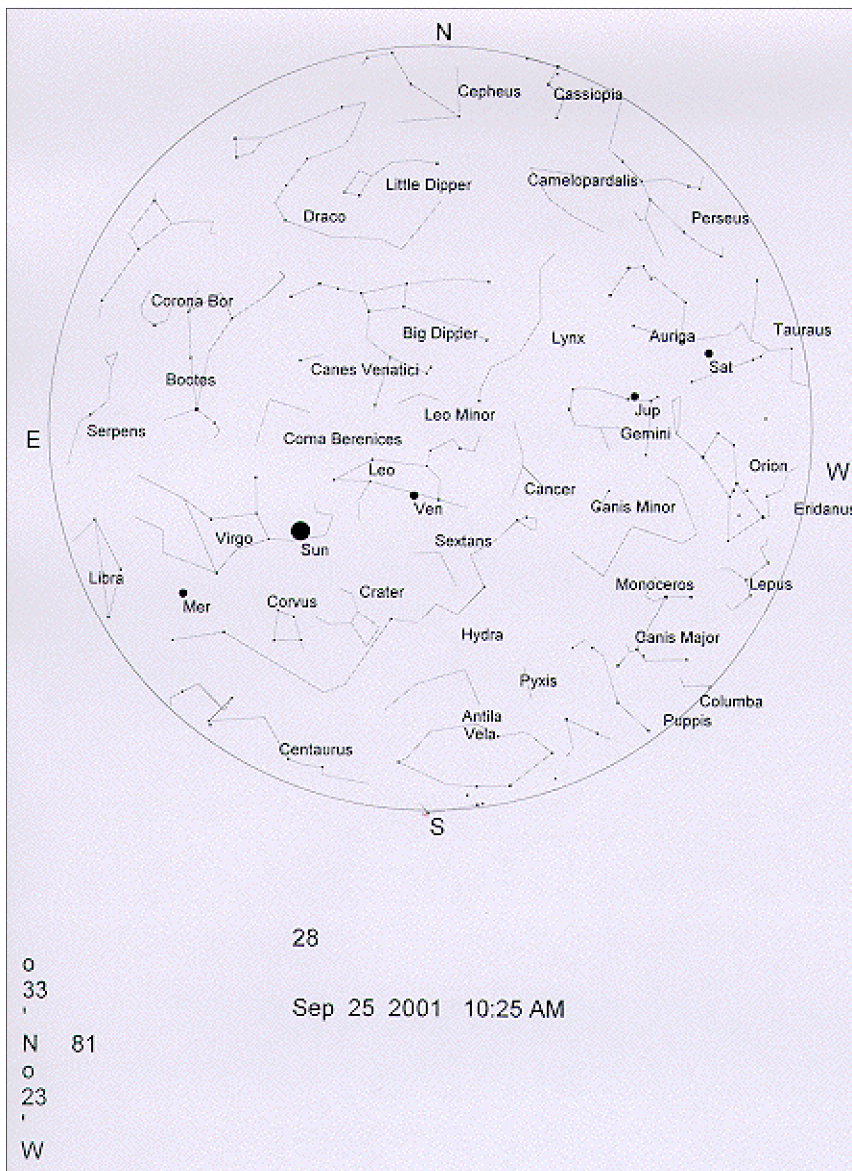 N
Cepheus
Cassiopia
Camelopardalis
Little Dipper
Draco
Perseus
Corona Bor
Big Dipper
Lynx
Auriga
Tauraus
Sat
Canes Venatici
Bootes
Leo Minor
Jup
Serpens
Coma Berenices
Gemini
E
Leo
Orion
W
Cancer
Ven
Canis Minor
Eridanus
Virgo
Sun
Sextans
Libra
Mer
Corvus
Crater
Monoceros
Lepus
Hydra
Canis Major
Pyxis
Columba
Antila
Puppis
Vela
Centaurus
S
28
o
33
'
Sep 25 2001 10:25 AM
N 81
o
23
'
W